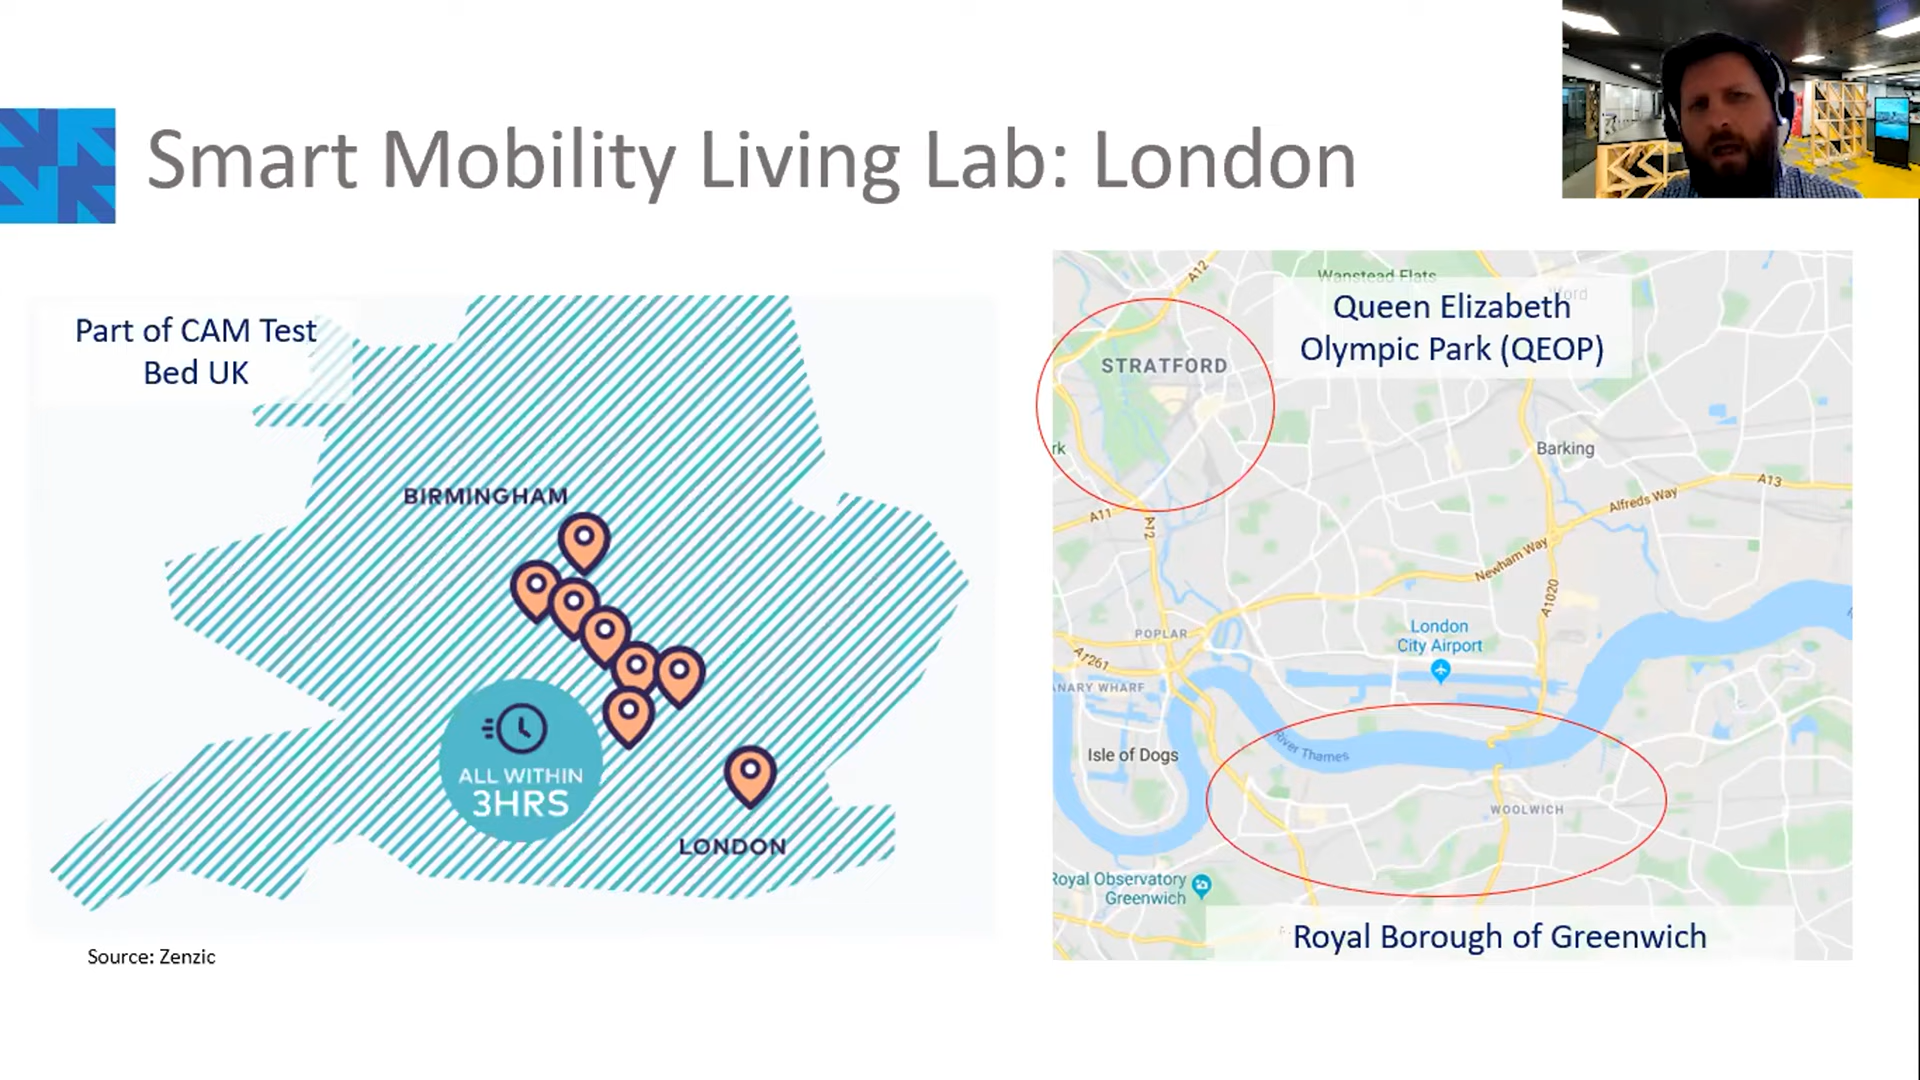 Smart Mobility Living Lab: London
Part of CAM Test
Bed UK
BIRMINGHAM
ALL WITHIN
3HRS
LONDON
Source: Zenzic
A12
Wanstead Flats
Queen Elizabeth
Olympic Park (QEOP)
STRATFORD
rk
Barking
A13
Alfreds Way
A11
A12
Newham Way
A1020
London
City Airport
POPLAR
A1261
ANARY WHARF
River Thames
Isle of Dogs
WOOLWICH
Royal Observatory
Greenwich
Royal Borough of Greenwich